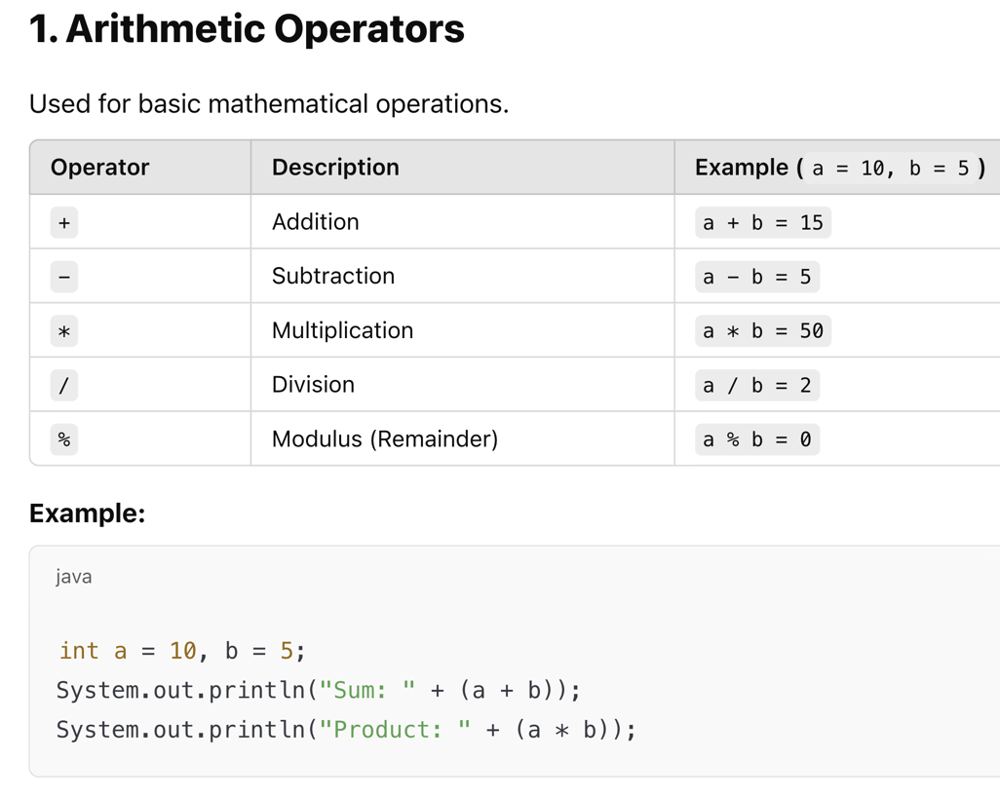 1. Arithmetic Operators
Used for basic mathematical operations.
Operator Description Example ( a = 10, b = 5 )
+ Addition a + b = 15
- Subtraction a - b = 5
* Multiplication a * b = 50
/ Division a / b = 2
% Modulus (Remainder) a % b = 0
Example:
java
int a = 10, b = 5;
System.out.println("Sum: " + (a + b));
System.out.println("Product: " + (a * b));